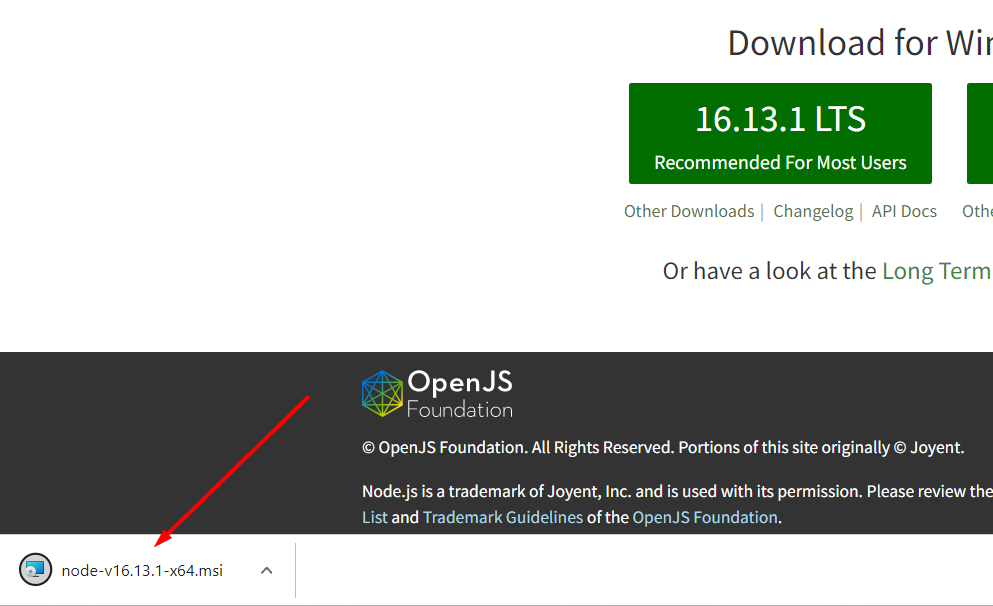 Download for Win
16.13.1 LTS
Recommended For Most Users
Other Downloads | Changelog | API Docs Othe
Or have a look at the Long Term
OpenJS
Foundation
© OpenJS Foundation. All Rights Reserved. Portions of this site originally © Joyent.
Node.js is a trademark of Joyent, Inc. and is used with its permission. Please review the
List and Trademark Guidelines of the OpenJS Foundation.
node-v16.13.1-x64.msi